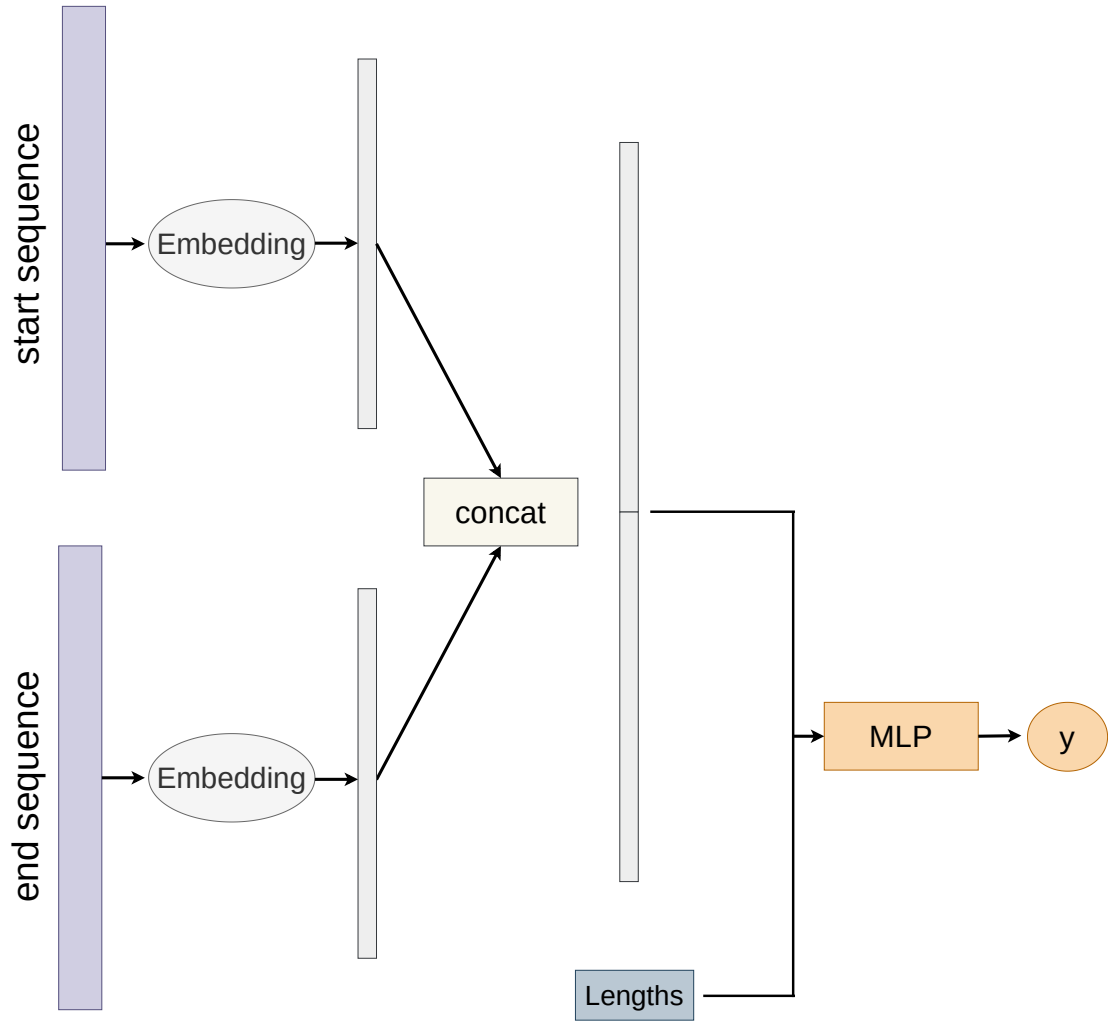 start sequence
Embedding
concat
end sequence
Embedding
MLP
y
Lengths